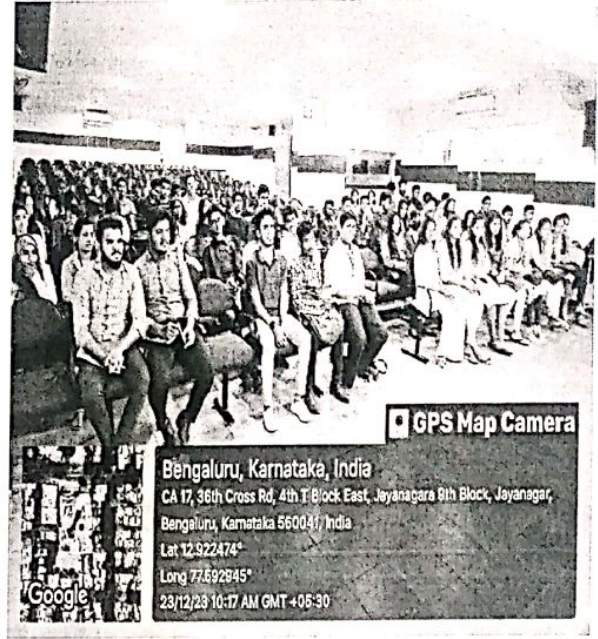 GPS Map Camera
Bengaluru, Karnataka, India
CA 17, 36th Cross Rd, 4th T Block East, Jayanagara 9th Block, Jayanagar,
Bengaluru, Karnataka 560041, India
Lat 12.922474°
Long 77.592845°
23/12/23 10:17 AM GMT +05:30
Google